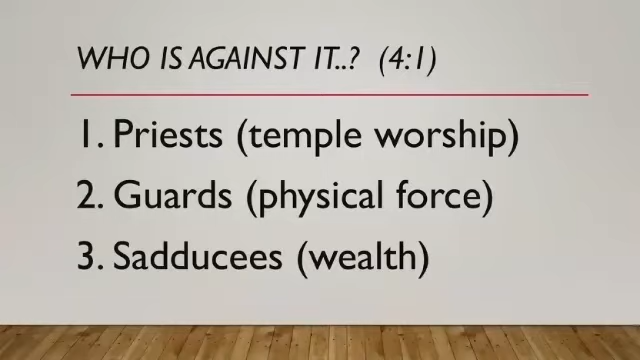 WHO IS AGAINST IT..? (4:1)
1. Priests (temple worship)
2. Guards (physical force)
3. Sadducees (wealth)